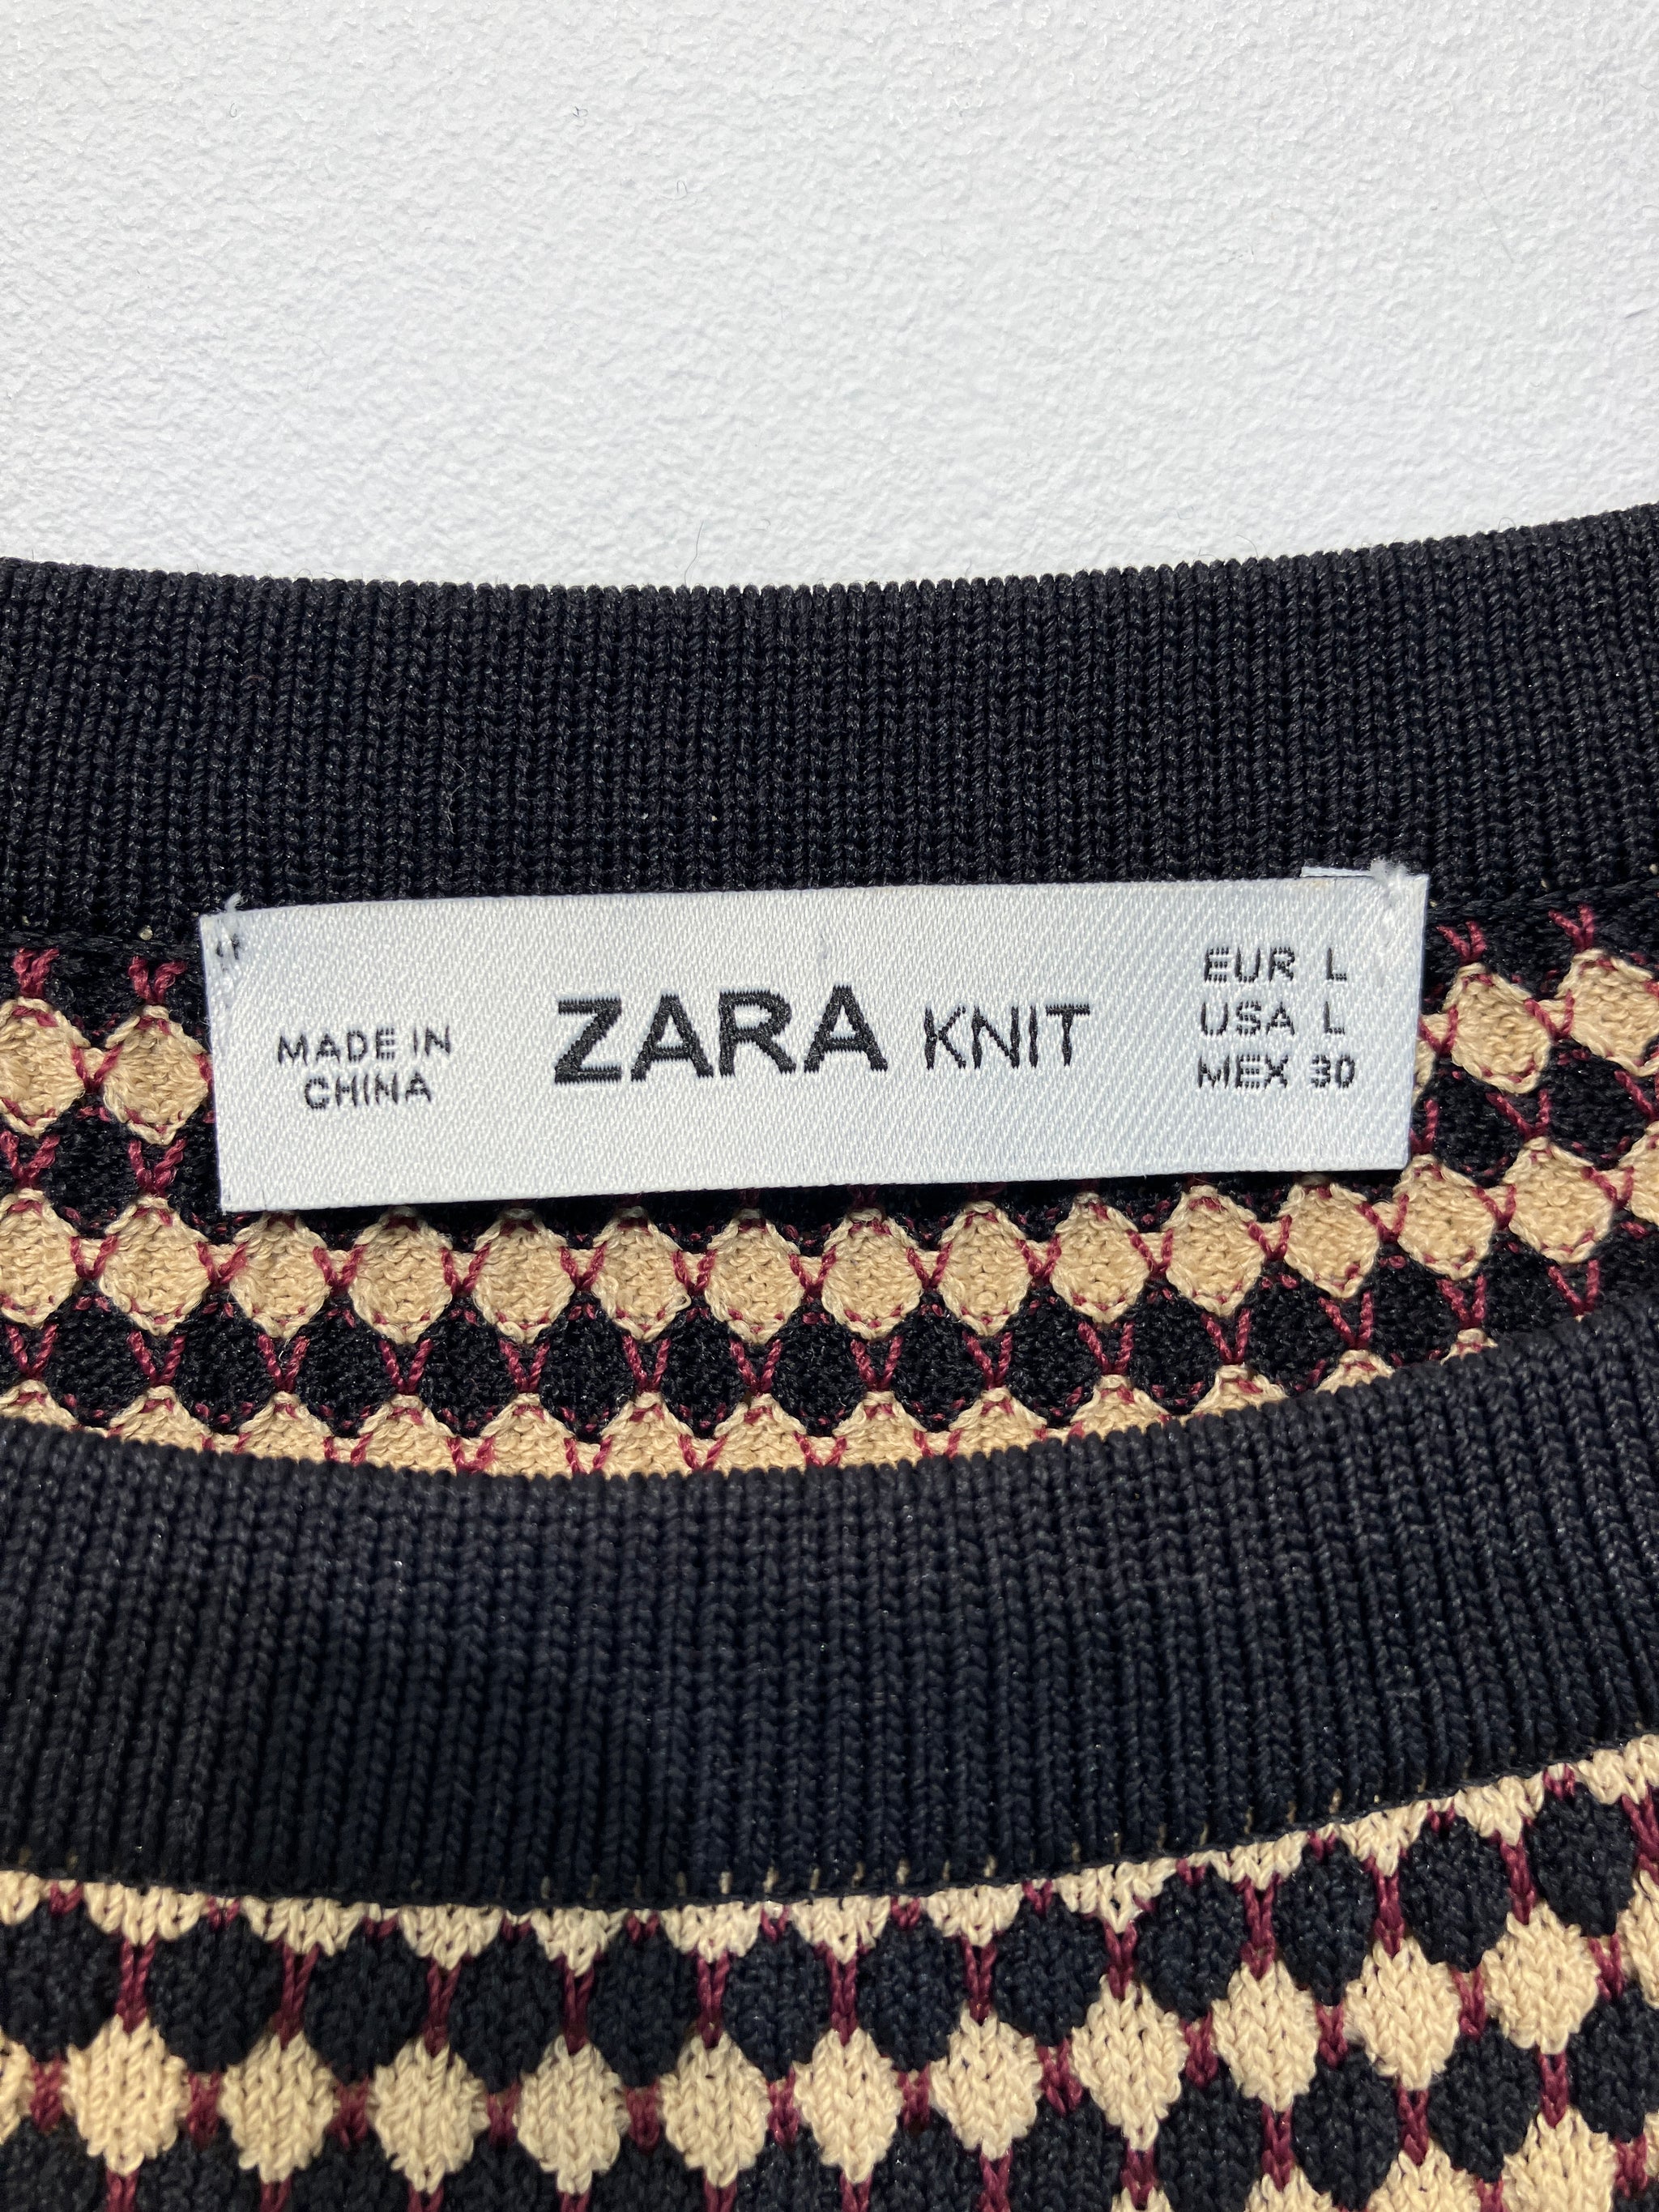 MADE IN
CHINA
ZARA KNIT
EUR L
USA L
MEX 30